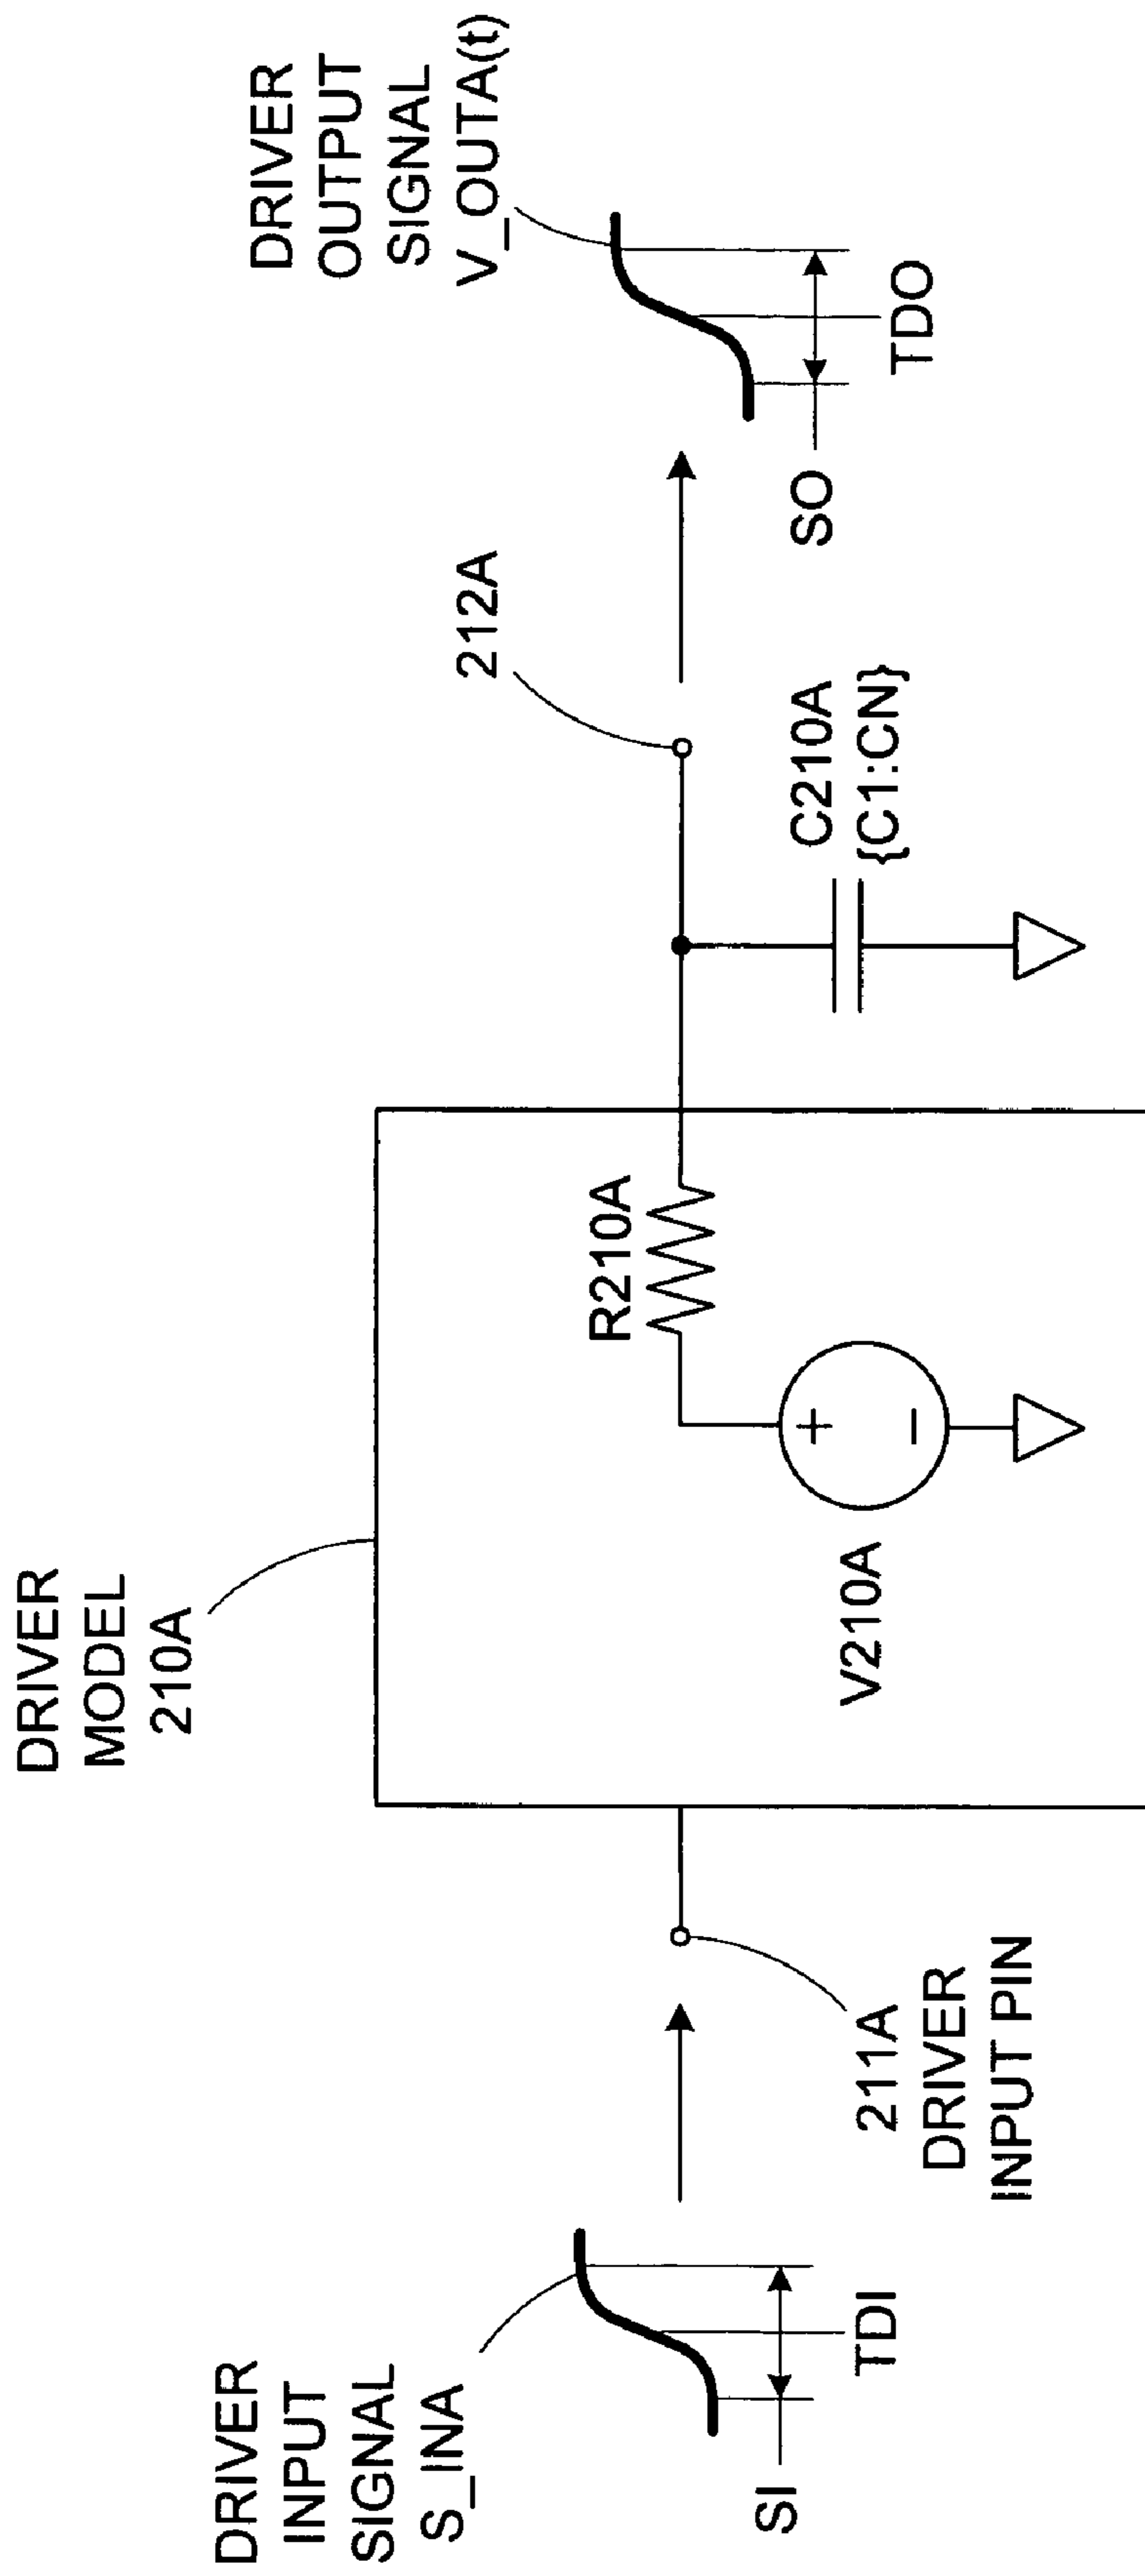 DRIVER
INPUT
SIGNAL
S_INA
SI
TDI
211A
DRIVER
INPUT PIN
DRIVER
MODEL
210A
V210A
+
−
R210A
C210A
{C1:CN}
212A
DRIVER
OUTPUT
SIGNAL
V_OUTA(t)
SO
TDO